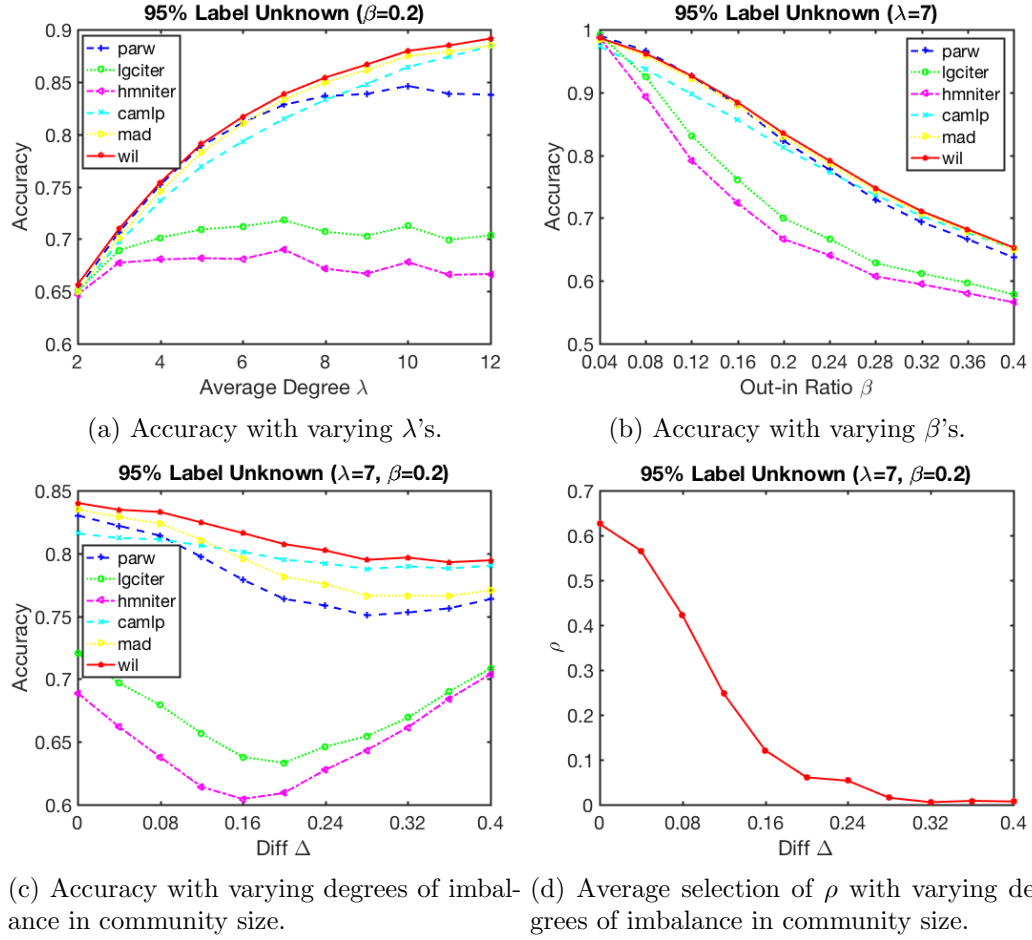 95% Label Unknown (β=0.2)
Accuracy
0.9
0.85
0.8
0.75
0.7
0.65
0.6
parw
lgciter
hmniter
camlp
mad
wil
2 4 6 8 10 12
Average Degree λ
(a) Accuracy with varying λ's.
95% Label Unknown (λ=7)
Accuracy
1
0.9
0.8
0.7
0.6
0.5
parw
lgciter
hmniter
camlp
mad
wil
0.04 0.08 0.12 0.16 0.2 0.24 0.28 0.32 0.36 0.4
Out-in Ratio β
(b) Accuracy with varying β's.
95% Label Unknown (λ=7, β=0.2)
Accuracy
0.85
0.8
0.75
0.7
0.65
0.6
parw
lgciter
hmniter
camlp
mad
wil
0 0.08 0.16 0.24 0.32 0.4
Diff Δ
(c) Accuracy with varying degrees of imbal-
ance in community size.
95% Label Unknown (λ=7, β=0.2)
ρ
0.7
0.6
0.5
0.4
0.3
0.2
0.1
0
0 0.08 0.16 0.24 0.32 0.4
Diff Δ
(d) Average selection of ρ with varying de
grees of imbalance in community size.